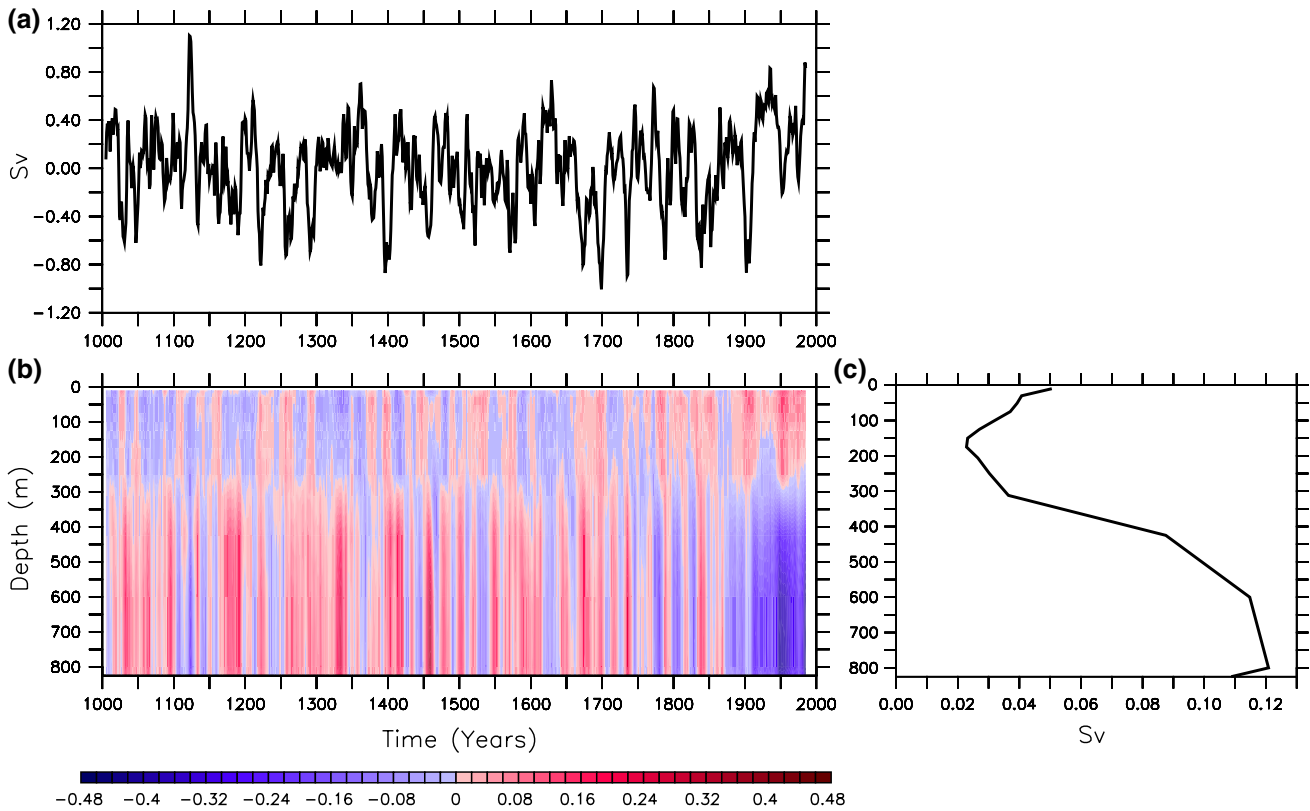 (a)
1.20
0.80
0.40
0.00
−0.40
−0.80
−1.20
Sv
1000 1100 1200 1300 1400 1500 1600 1700 1800 1900 2000
(b)
0
100
200
300
400
500
600
700
800
Depth (m)
1000 1100 1200 1300 1400 1500 1600 1700 1800 1900 2000
Time (Years)
(c)
0
100
200
300
400
500
600
700
800
0.00 0.02 0.04 0.06 0.08 0.10 0.12
Sv
−0.48 −0.4 −0.32 −0.24 −0.16 −0.08 0 0.08 0.16 0.24 0.32 0.4 0.48